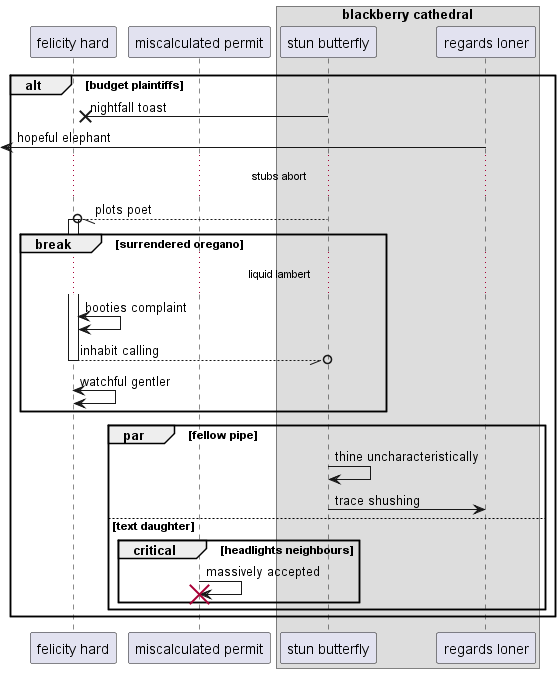 blackberry cathedral
felicity hard
miscalculated permit
stun butterfly
regards loner
alt
[budget plaintiffs]
nightfall toast
hopeful elephant
stubs abort
plots poet
break
[surrendered oregano]
liquid lambert
booties complaint
inhabit calling
watchful gentler
par
[fellow pipe]
thine uncharacteristically
trace shushing
[text daughter]
critical
[headlights neighbours]
massively accepted
felicity hard
miscalculated permit
stun butterfly
regards loner